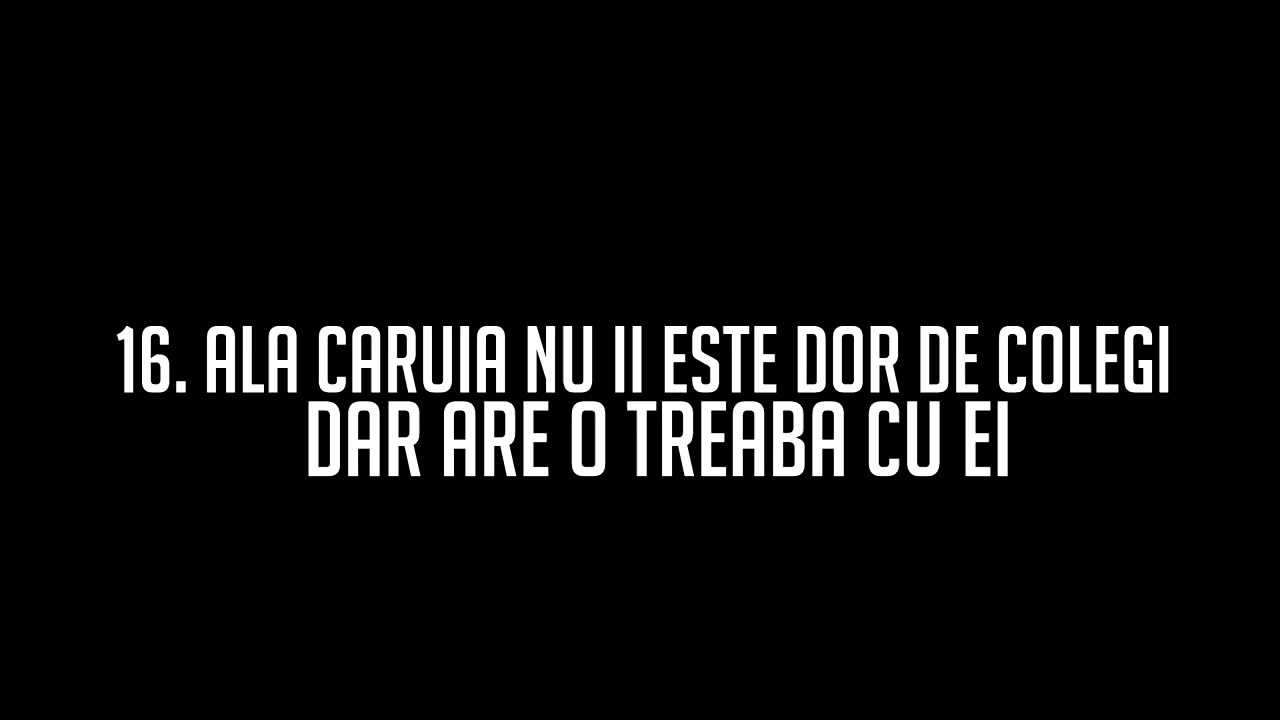 16. ALA CARUIA NU II ESTE DOR DE COLEGI
DAR ARE O TREABA CU EI